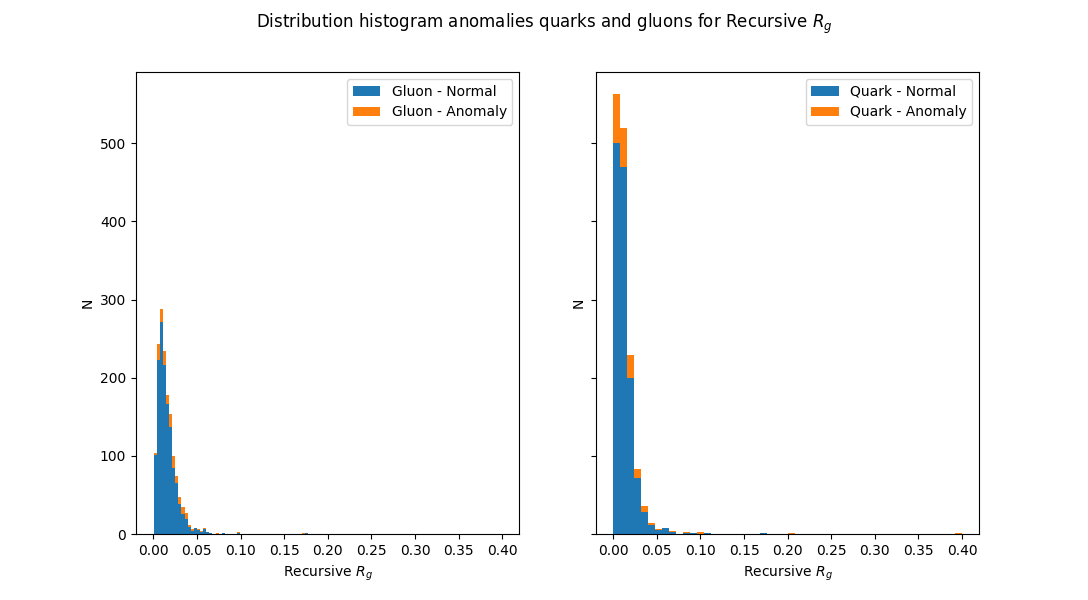 Distribution histogram anomalies quarks and gluons for Recursive $R_g$
Gluon - Normal
Gluon - Anomaly
N
500
400
300
200
100
0
0.00 0.05 0.10 0.15 0.20 0.25 0.30 0.35 0.40
Recursive $R_g$
Quark - Normal
Quark - Anomaly
N
0.00 0.05 0.10 0.15 0.20 0.25 0.30 0.35 0.40
Recursive $R_g$